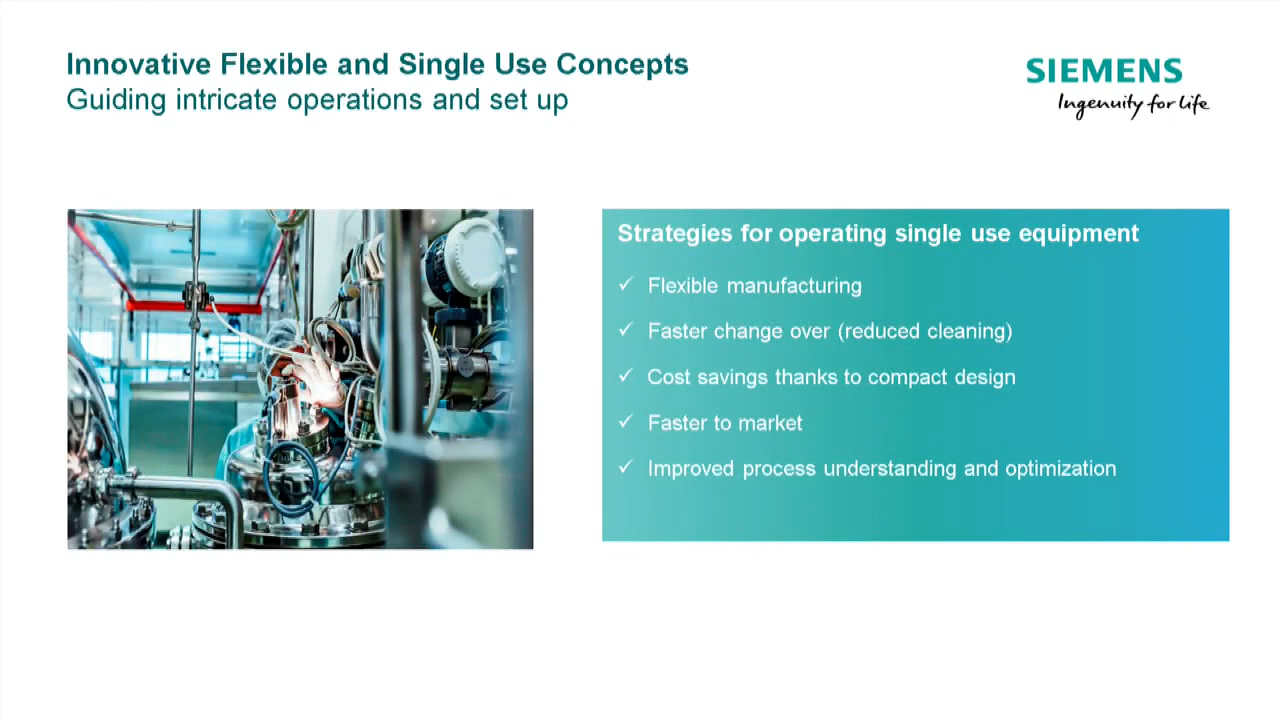 Innovative Flexible and Single Use Concepts
Guiding intricate operations and set up
SIEMENS
Ingenuity for life
Strategies for operating single use equipment
✓ Flexible manufacturing
✓ Faster change over (reduced cleaning)
✓ Cost savings thanks to compact design
✓ Faster to market
✓ Improved process understanding and optimization